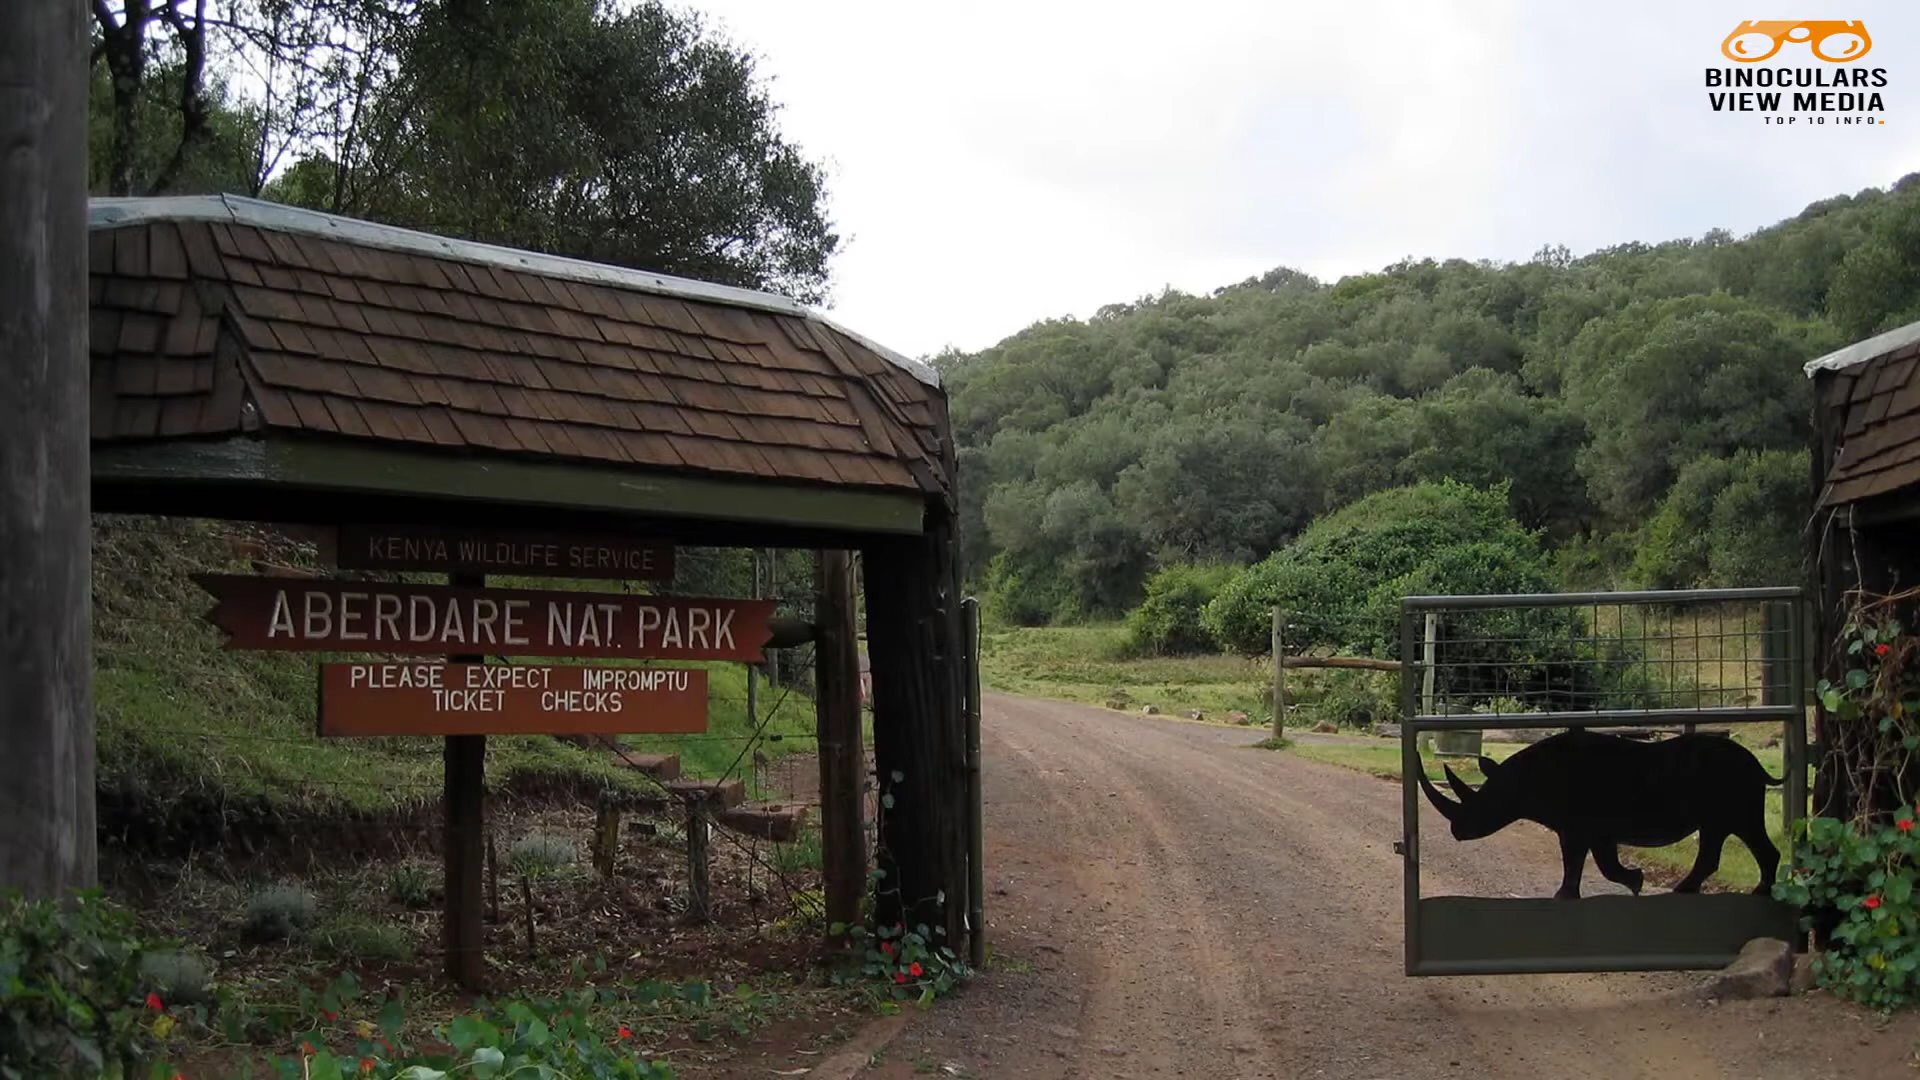 BINOCULARS
VIEW MEDIA
TOP 10 INFO
KENYA WILDLIFE SERVICE
ABERDARE NAT. PARK
PLEASE EXPECT IMPROMPTU
TICKET CHECKS